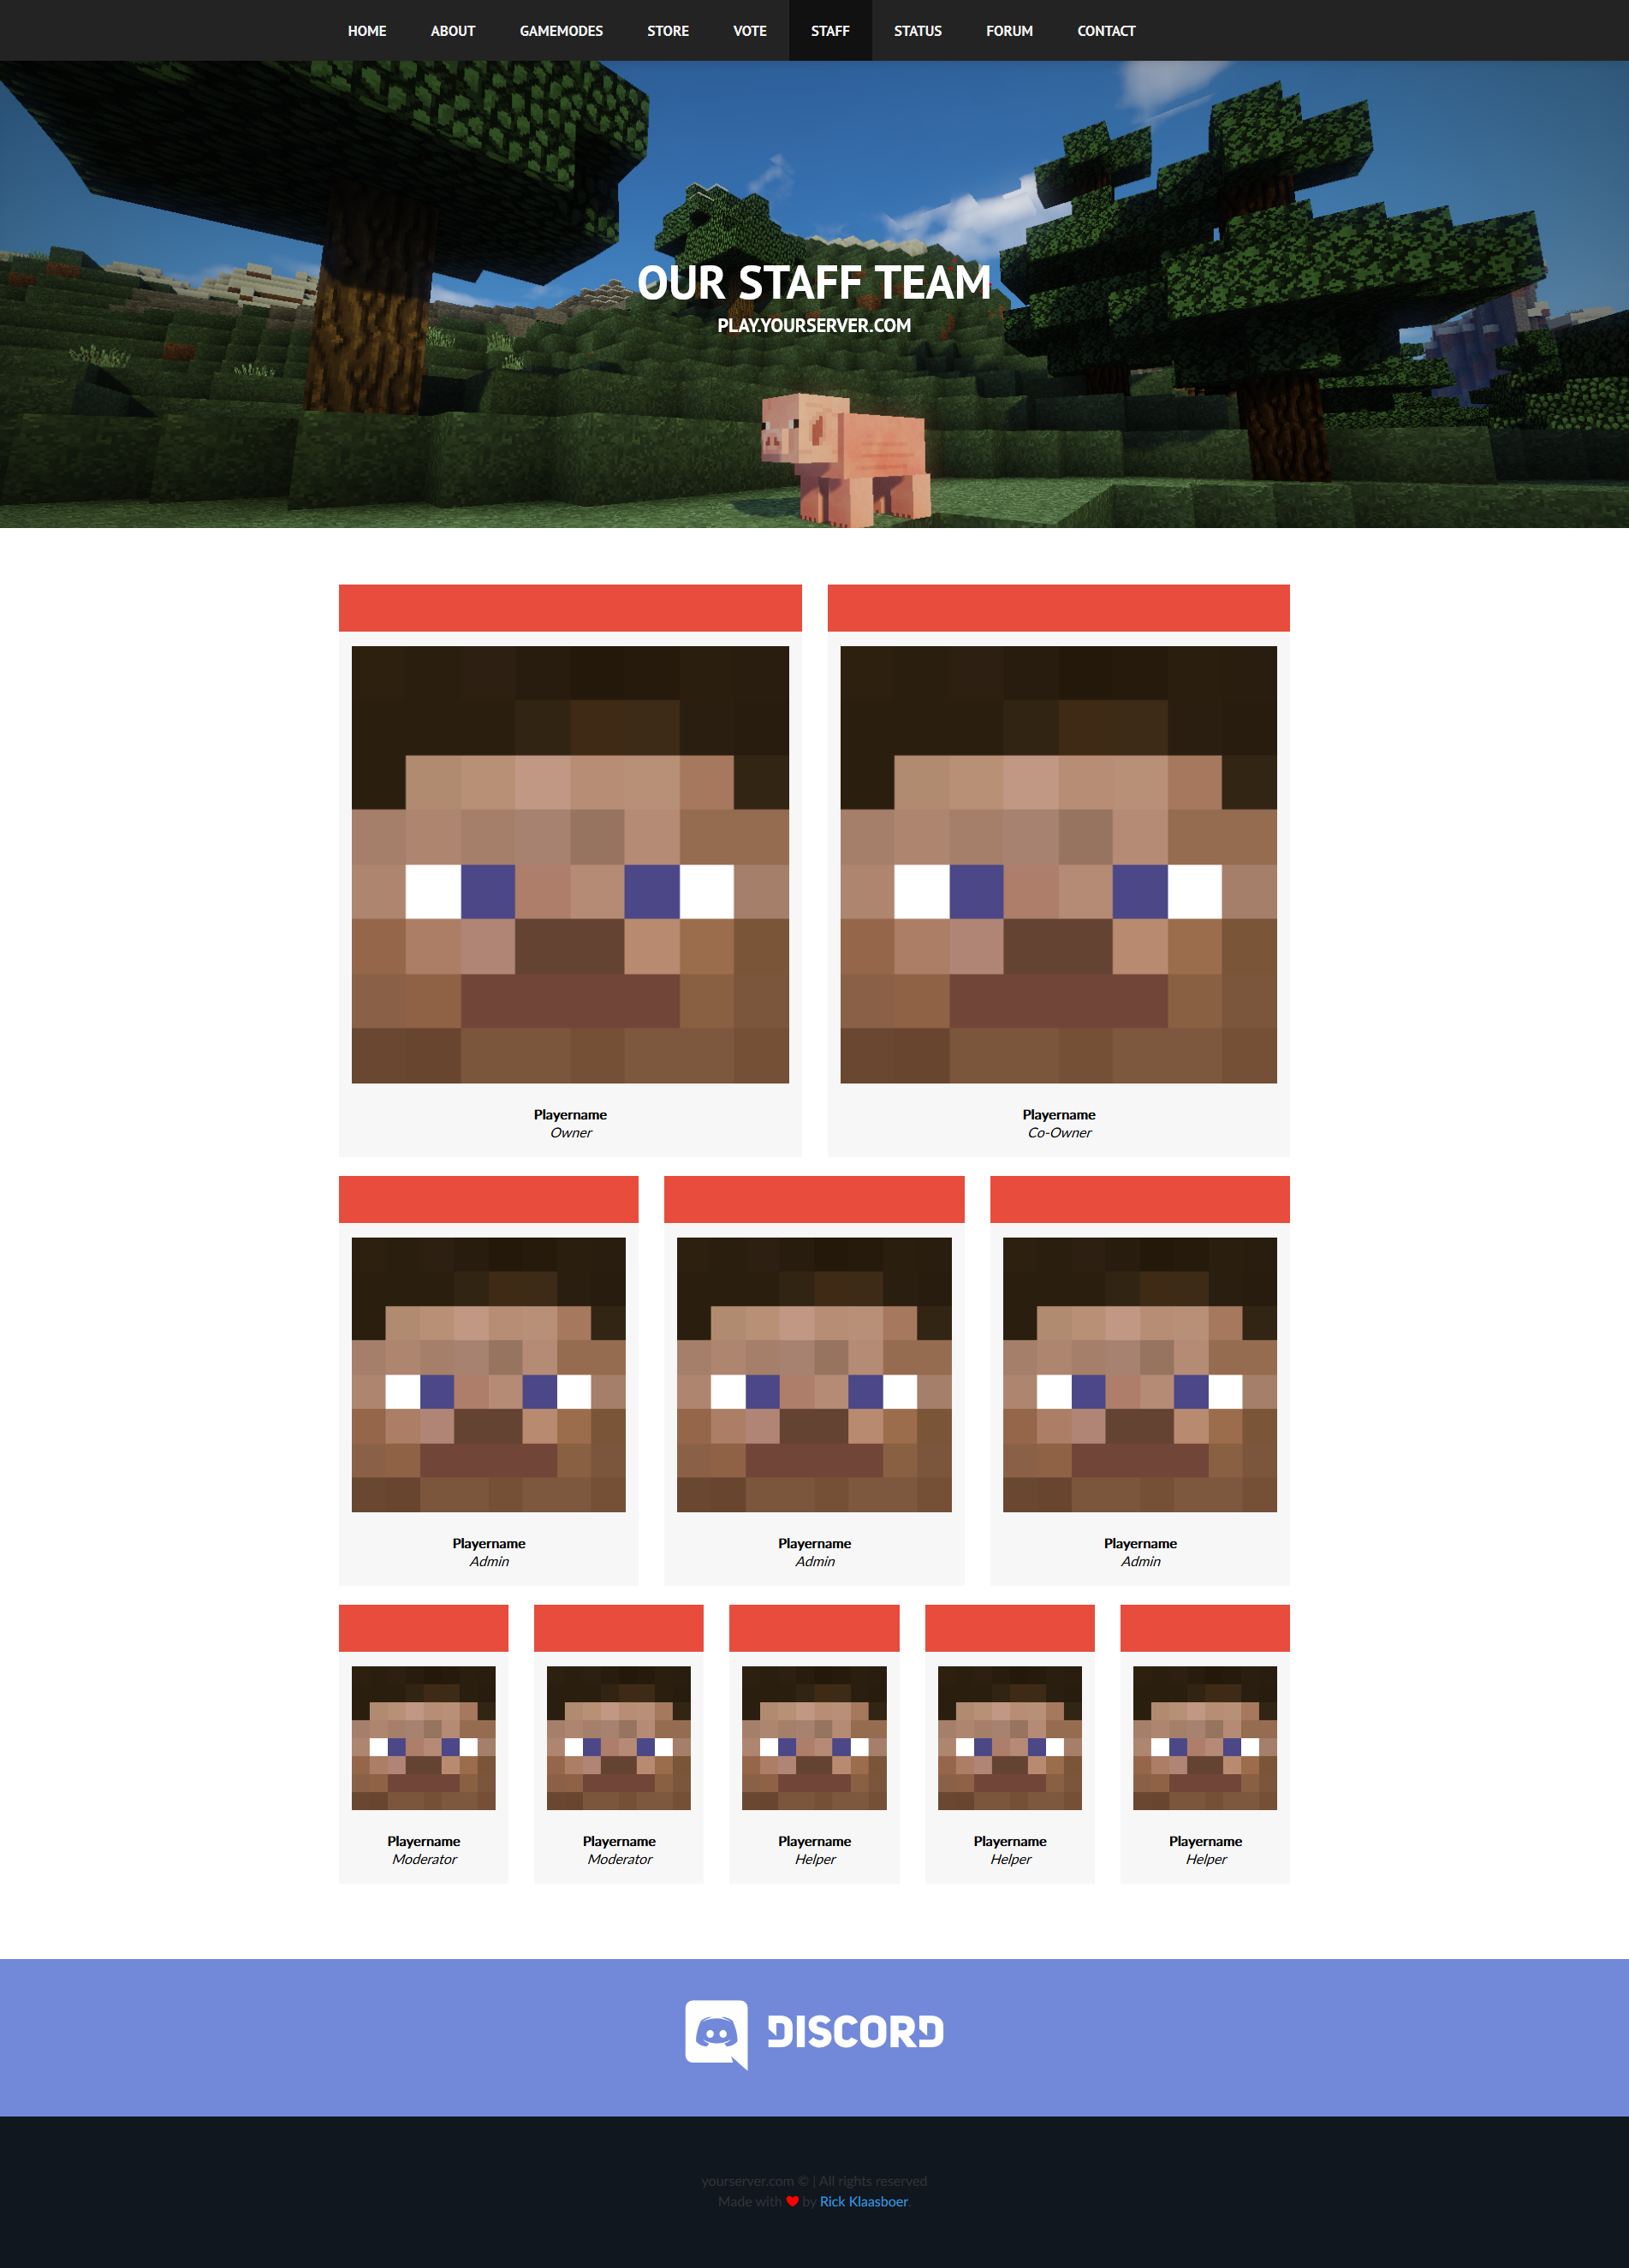 HOME ABOUT GAMEMODES STORE VOTE STAFF STATUS FORUM CONTACT
OUR STAFF TEAM
PLAY.YOURSERVER.COM
Playername
Owner
Playername
Co-Owner
Playername
Admin
Playername
Admin
Playername
Admin
Playername
Moderator
Playername
Moderator
Playername
Helper
Playername
Helper
Playername
Helper
DISCORD
yourserver.com © | All rights reserved
Made with ❤ by Rick Klaasboer.